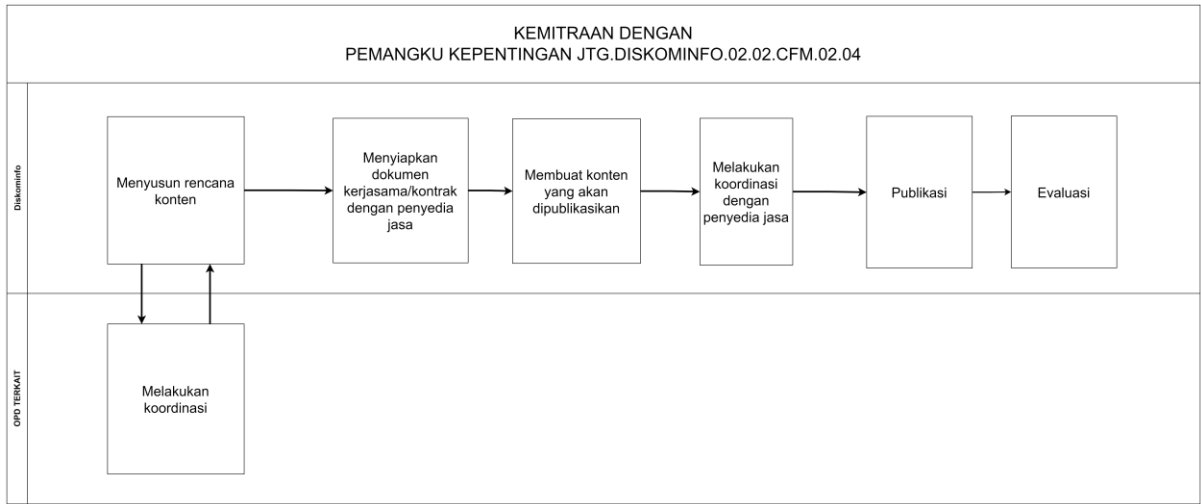 KEMITRAAN DENGAN
PEMANGKU KEPENTINGAN JTG.DISKOMINFO.02.02.CFM.02.04
Diskominfo
Menyusun rencana
konten
Menyiapkan
dokumen
kerjasama/kontrak
dengan penyedia
jasa
Membuat konten
yang akan
dipublikasikan
Melakukan
koordinasi
dengan
penyedia jasa
Publikasi
Evaluasi
OPD TERKAIT
Melakukan
koordinasi